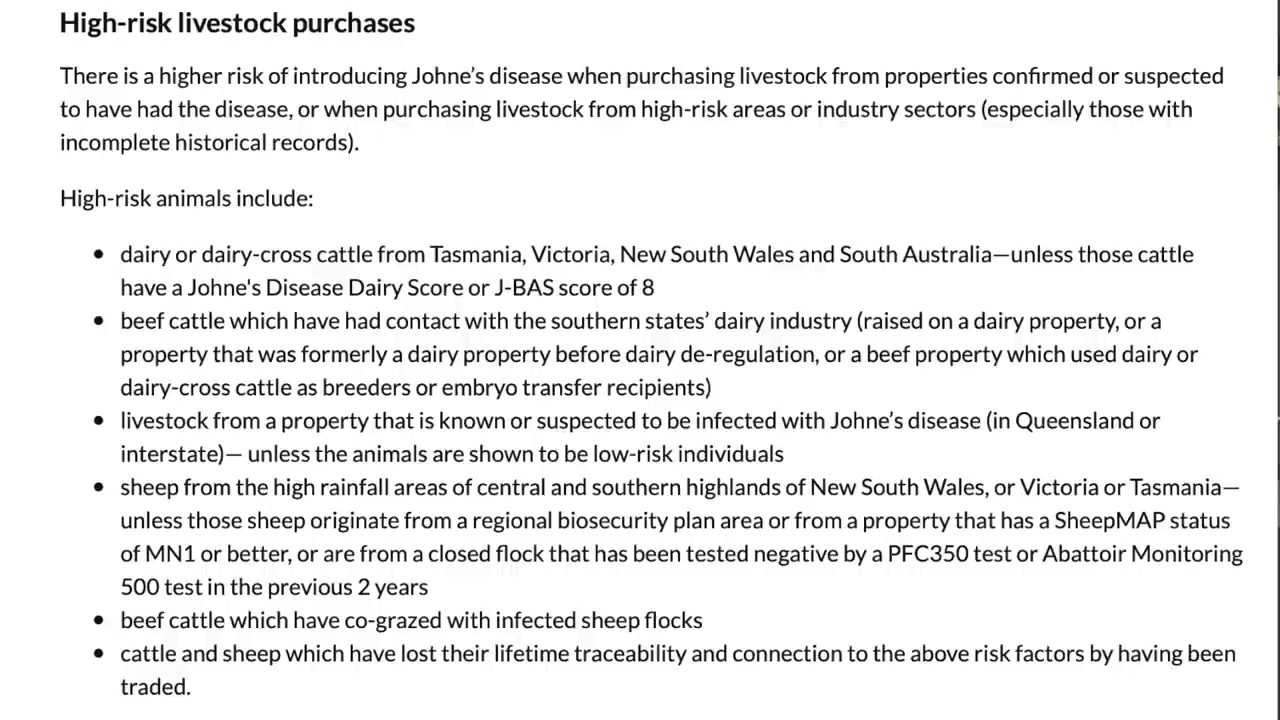 High-risk livestock purchases
There is a higher risk of introducing Johne’s disease when purchasing livestock from properties confirmed or suspected
to have had the disease, or when purchasing livestock from high-risk areas or industry sectors (especially those with
incomplete historical records).
High-risk animals include:
• dairy or dairy-cross cattle from Tasmania, Victoria, New South Wales and South Australia—unless those cattle
have a Johne's Disease Dairy Score or J-BAS score of 8
• beef cattle which have had contact with the southern states’ dairy industry (raised on a dairy property, or a
property that was formerly a dairy property before dairy de-regulation, or a beef property which used dairy or
dairy-cross cattle as breeders or embryo transfer recipients)
• livestock from a property that is known or suspected to be infected with Johne’s disease (in Queensland or
interstate)— unless the animals are shown to be low-risk individuals
• sheep from the high rainfall areas of central and southern highlands of New South Wales, or Victoria or Tasmania—
unless those sheep originate from a regional biosecurity plan area or from a property that has a SheepMAP status
of MN1 or better, or are from a closed flock that has been tested negative by a PFC350 test or Abattoir Monitoring
500 test in the previous 2 years
• beef cattle which have co-grazed with infected sheep flocks
• cattle and sheep which have lost their lifetime traceability and connection to the above risk factors by having been
traded.